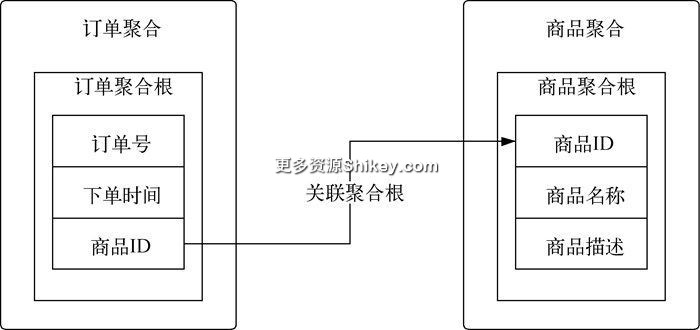 订单聚合
订单聚合根
订单号
下单时间
商品ID
更多资源Shikey.com
关联聚合根
商品聚合
商品聚合根
商品ID
商品名称
商品描述